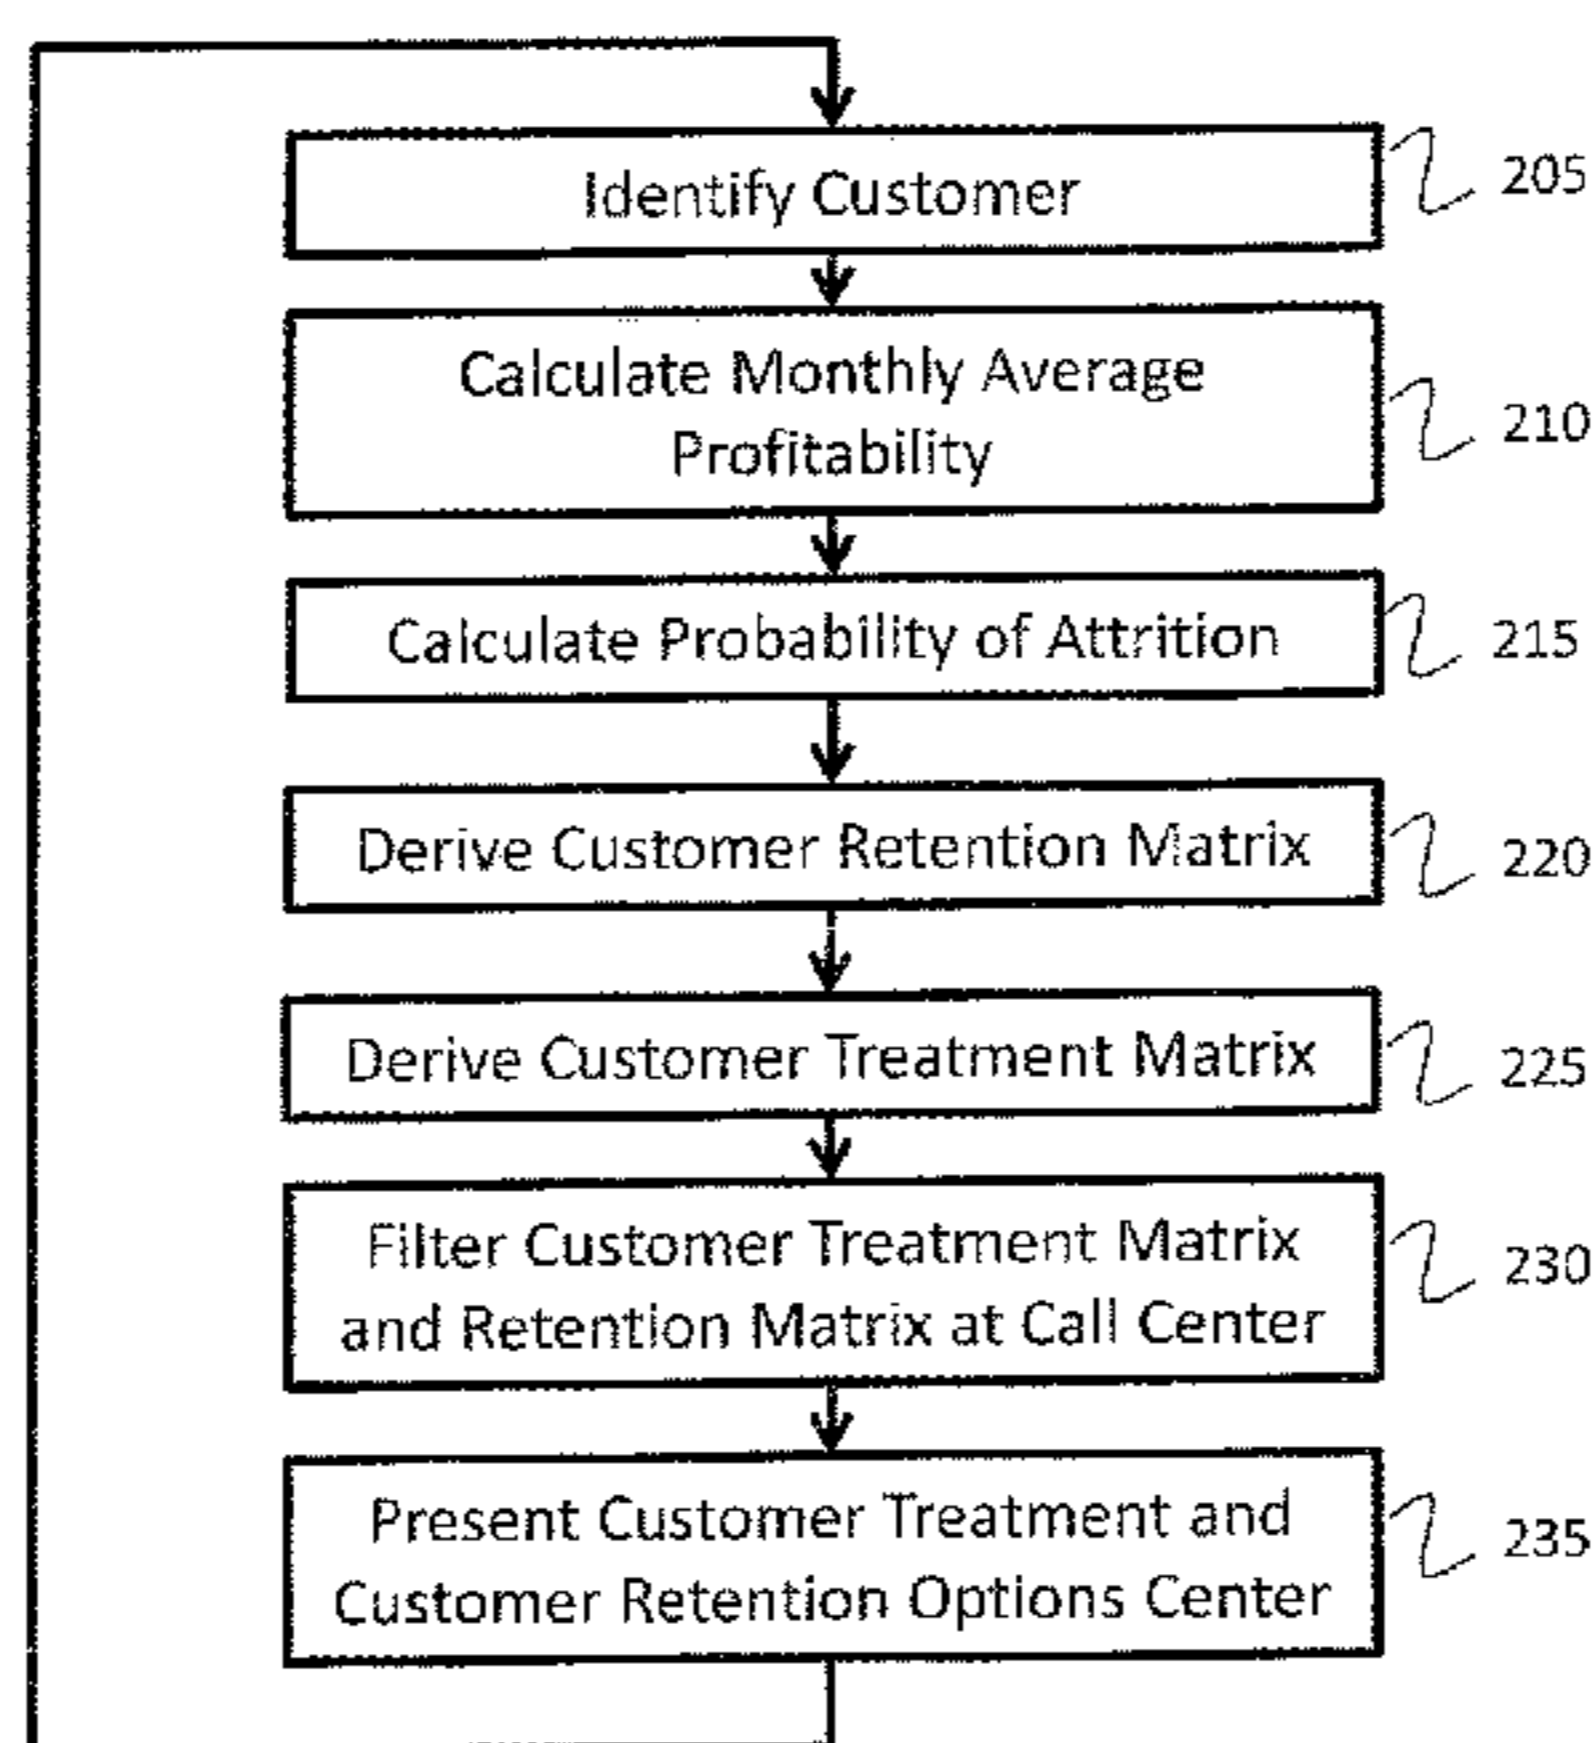 Identify Customer
205
Calculate Monthly Average
Profitability
210
Calculate Probability of Attrition
215
Derive Customer Retention Matrix
220
Derive Customer Treatment Matrix
225
Filter Customer Treatment Matrix
and Retention Matrix at Call Center
230
Present Customer Treatment and
Customer Retention Options Center
235